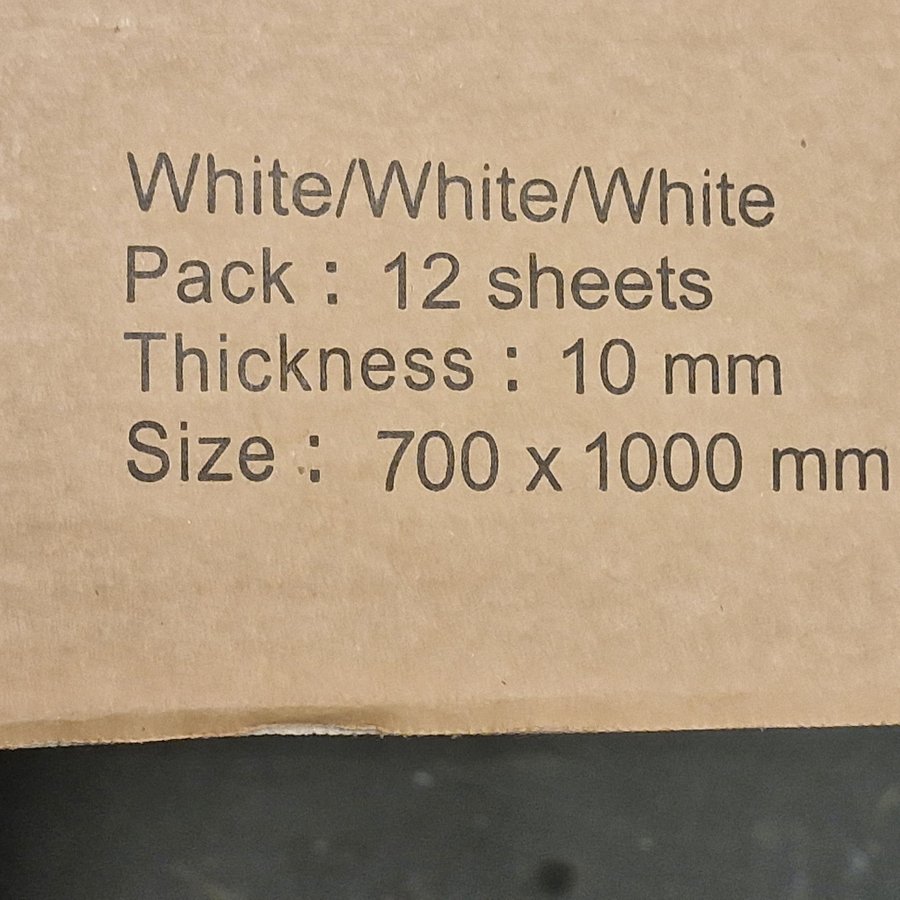 White/White/White
Pack : 12 sheets
Thickness : 10 mm
Size : 700 x 1000 mm